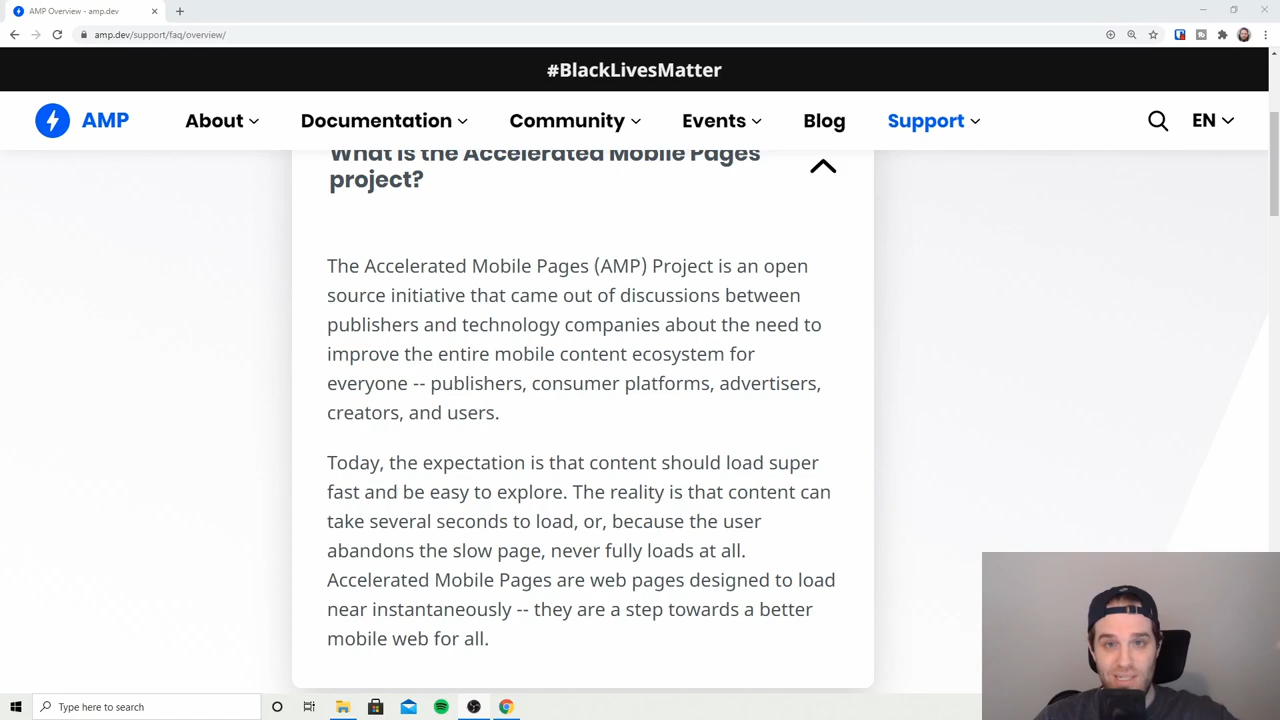 AMP Overview - amp.dev
amp.dev/support/faq/overview/
#BlackLivesMatter
AMP
About
Documentation
Community
Events
Blog
Support
EN
What is the Accelerated Mobile Pages
project?
The Accelerated Mobile Pages (AMP) Project is an open
source initiative that came out of discussions between
publishers and technology companies about the need to
improve the entire mobile content ecosystem for
everyone -- publishers, consumer platforms, advertisers,
creators, and users.
Today, the expectation is that content should load super
fast and be easy to explore. The reality is that content can
take several seconds to load, or, because the user
abandons the slow page, never fully loads at all.
Accelerated Mobile Pages are web pages designed to load
near instantaneously -- they are a step towards a better
mobile web for all.
Type here to search